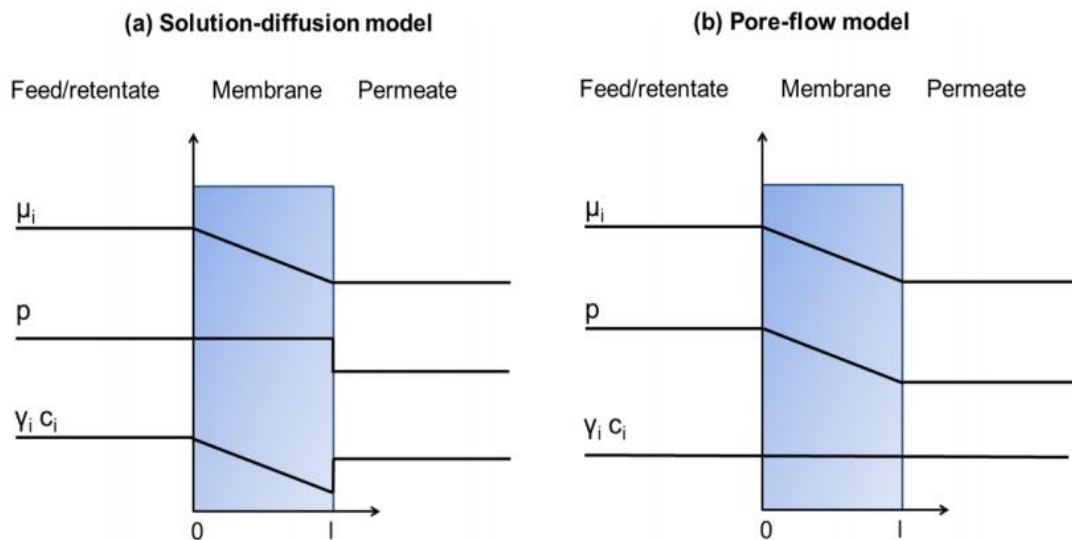 (a) Solution-diffusion model
Feed/retentate Membrane Permeate
μi
p
γi ci
0 l
(b) Pore-flow model
Feed/retentate Membrane Permeate
μi
p
γi ci
0 l